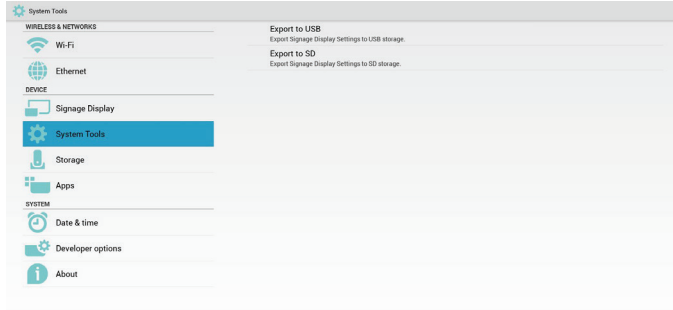 System Tools
WIRELESS & NETWORKS
Wi-Fi
Ethernet
DEVICE
Signage Display
System Tools
Storage
Apps
SYSTEM
Date & time
Developer options
About
Export to USB
Export Signage Display Settings to USB storage.
Export to SD
Export Signage Display Settings to SD storage.